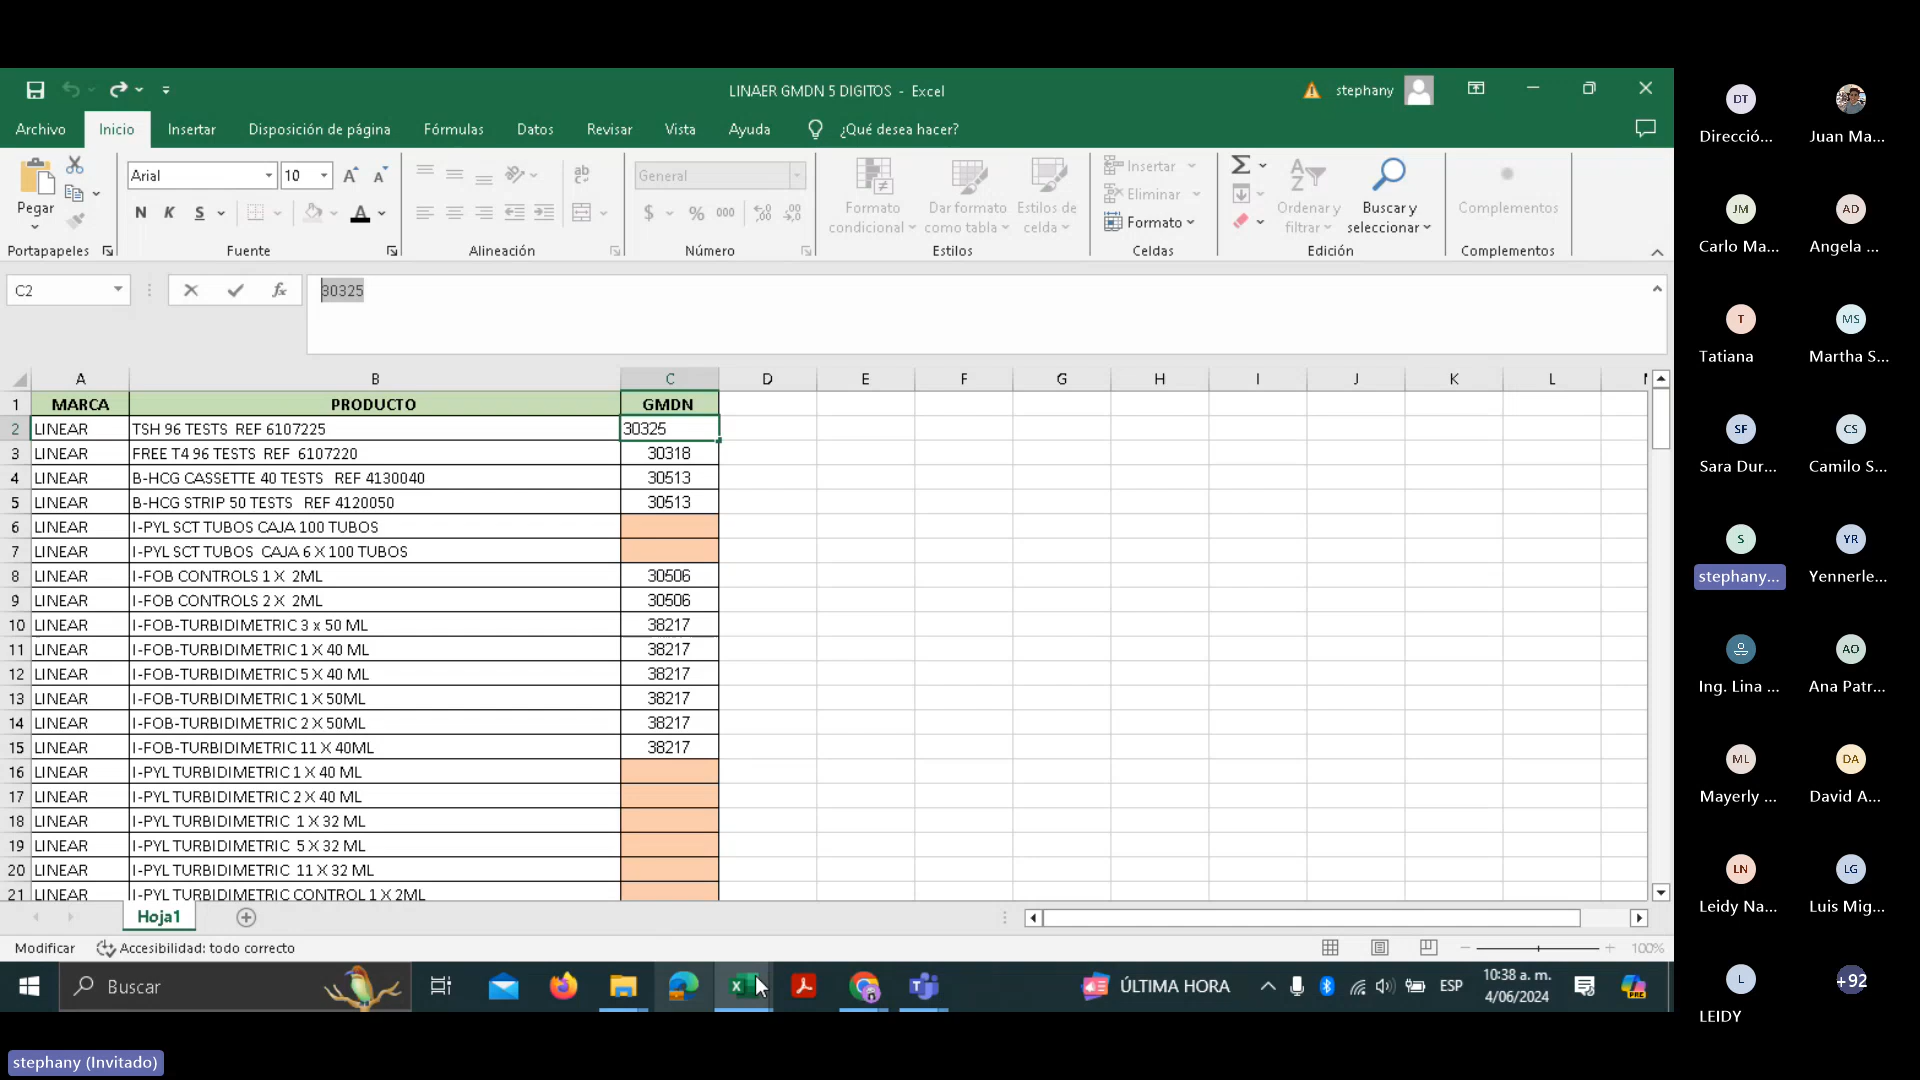 LINAER GMDN 5 DIGITOS - Excel
stephany
Archivo Inicio Insertar Disposición de página Fórmulas Datos Revisar Vista Ayuda ¿Qué desea hacer?
Pegar
Arial 10
N K S
General
$ % 000
Formato condicional
Dar formato como tabla
Estilos de celda
Insertar
Eliminar
Formato
Ordenar y filtrar
Buscar y seleccionar
Complementos
Portapapeles Fuente Alineación Número Estilos Celdas Edición Complementos
C2 fx 30325
A B C D E F G H I J K L
1 MARCA PRODUCTO GMDN
2 LINEAR TSH 96 TESTS REF 6107225 30325
3 LINEAR FREE T4 96 TESTS REF 6107220 30318
4 LINEAR B-HCG CASSETTE 40 TESTS REF 4130040 30513
5 LINEAR B-HCG STRIP 50 TESTS REF 4120050 30513
6 LINEAR I-PYL SCT TUBOS CAJA 100 TUBOS
7 LINEAR I-PYL SCT TUBOS CAJA 6 X 100 TUBOS
8 LINEAR I-FOB CONTROLS 1 X 2ML 30506
9 LINEAR I-FOB CONTROLS 2 X 2ML 30506
10 LINEAR I-FOB-TURBIDIMETRIC 3 x 50 ML 38217
11 LINEAR I-FOB-TURBIDIMETRIC 1 X 40 ML 38217
12 LINEAR I-FOB-TURBIDIMETRIC 5 X 40 ML 38217
13 LINEAR I-FOB-TURBIDIMETRIC 1 X 50ML 38217
14 LINEAR I-FOB-TURBIDIMETRIC 2 X 50ML 38217
15 LINEAR I-FOB-TURBIDIMETRIC 11 X 40ML 38217
16 LINEAR I-PYL TURBIDIMETRIC 1 X 40 ML
17 LINEAR I-PYL TURBIDIMETRIC 2 X 40 ML
18 LINEAR I-PYL TURBIDIMETRIC 1 X 32 ML
19 LINEAR I-PYL TURBIDIMETRIC 5 X 32 ML
20 LINEAR I-PYL TURBIDIMETRIC 11 X 32 ML
21 LINEAR I-PYL TURBIDIMETRIC CONTROL 1 X 2ML
Hoja1
Modificar Accesibilidad: todo correcto 100%
Buscar
ÚLTIMA HORA
ESP
10:38 a. m.
4/06/2024
stephany (Invitado)
DT
Direcció... Juan Ma...
JM AD
Carlo Ma... Angela ...
T MS
Tatiana Martha S...
SF CS
Sara Dur... Camilo S...
S YR
stephany... Yennerle...
AO
Ing. Lina ... Ana Patr...
ML DA
Mayerly ... David A...
LN LG
Leidy Na... Luis Mig...
L +92
LEIDY